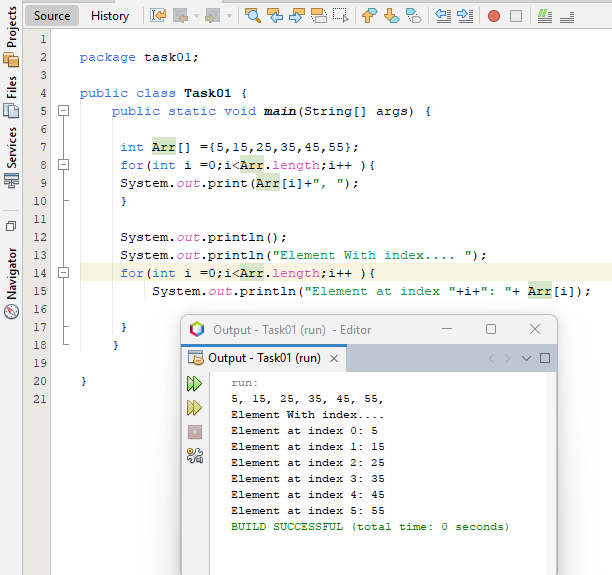 Projects
Files
Services
Navigator
Source History
1
2 package task01;
3
4 public class Task01 {
5 public static void main(String[] args) {
6
7 int Arr[] ={5,15,25,35,45,55};
8 for(int i =0;i<Arr.length;i++ ){
9 System.out.print(Arr[i]+", ");
10 }
11
12 System.out.println();
13 System.out.println("Element With index.... ");
14 for(int i =0;i<Arr.length;i++ ){
15 System.out.println("Element at index "+i+": "+ Arr[i]);
16
17 }
18 }
19
20 }
21
Output - Task01 (run) - Editor
Output - Task01 (run)
run:
5, 15, 25, 35, 45, 55,
Element With index....
Element at index 0: 5
Element at index 1: 15
Element at index 2: 25
Element at index 3: 35
Element at index 4: 45
Element at index 5: 55
BUILD SUCCESSFUL (total time: 0 seconds)